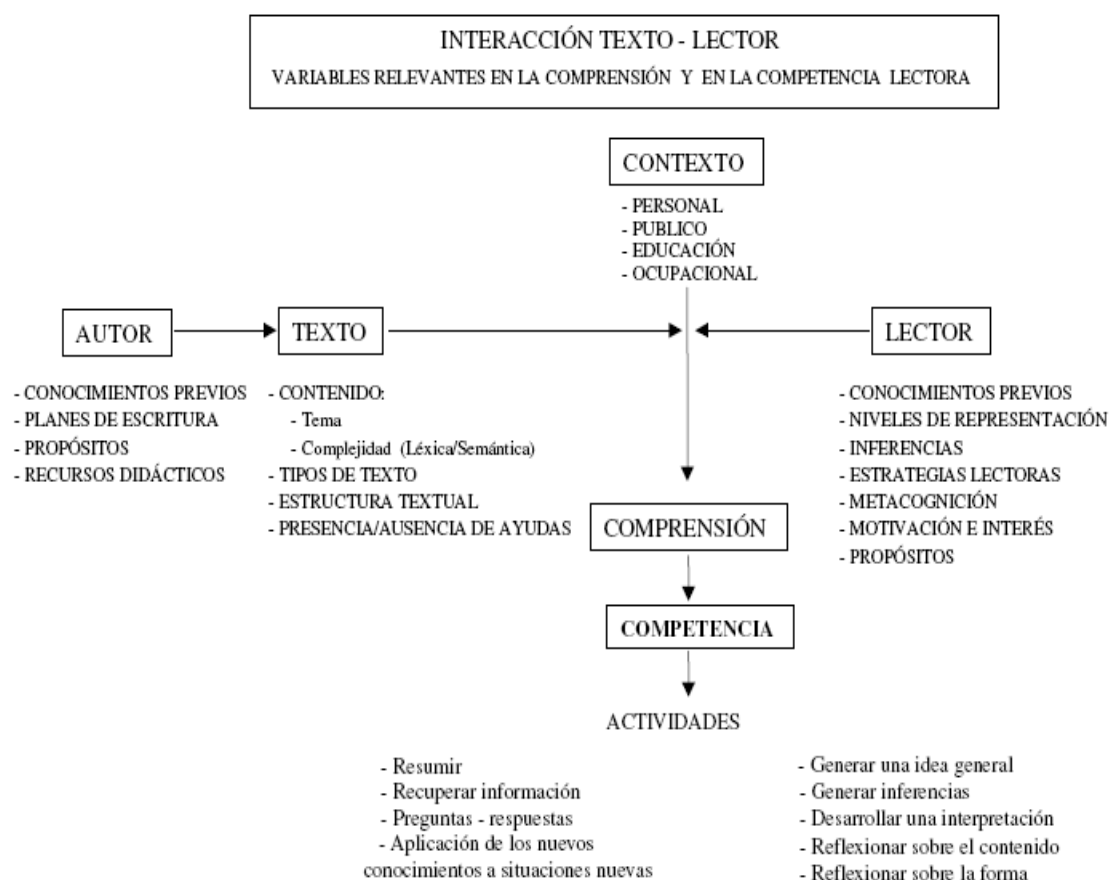 INTERACCIÓN TEXTO - LECTOR
VARIABLES RELEVANTES EN LA COMPRENSIÓN Y EN LA COMPETENCIA LECTORA
CONTEXTO
- PERSONAL
- PUBLICO
- EDUCACIÓN
- OCUPACIONAL
AUTOR
- CONOCIMIENTOS PREVIOS
- PLANES DE ESCRITURA
- PROPÓSITOS
- RECURSOS DIDÁCTICOS
TEXTO
- CONTENIDO:
- Tema
- Complejidad (Léxica/Semántica)
- TIPOS DE TEXTO
- ESTRUCTURA TEXTUAL
- PRESENCIA/AUSENCIA DE AYUDAS
LECTOR
- CONOCIMIENTOS PREVIOS
- NIVELES DE REPRESENTACIÓN
- INFERENCIAS
- ESTRATEGIAS LECTORAS
- METACOGNICIÓN
- MOTIVACIÓN E INTERÉS
- PROPÓSITOS
COMPRENSIÓN
COMPETENCIA
ACTIVIDADES
- Resumir
- Recuperar información
- Preguntas - respuestas
- Aplicación de los nuevos
conocimientos a situaciones nuevas
- Generar una idea general
- Generar inferencias
- Desarrollar una interpretación
- Reflexionar sobre el contenido
- Reflexionar sobre la forma